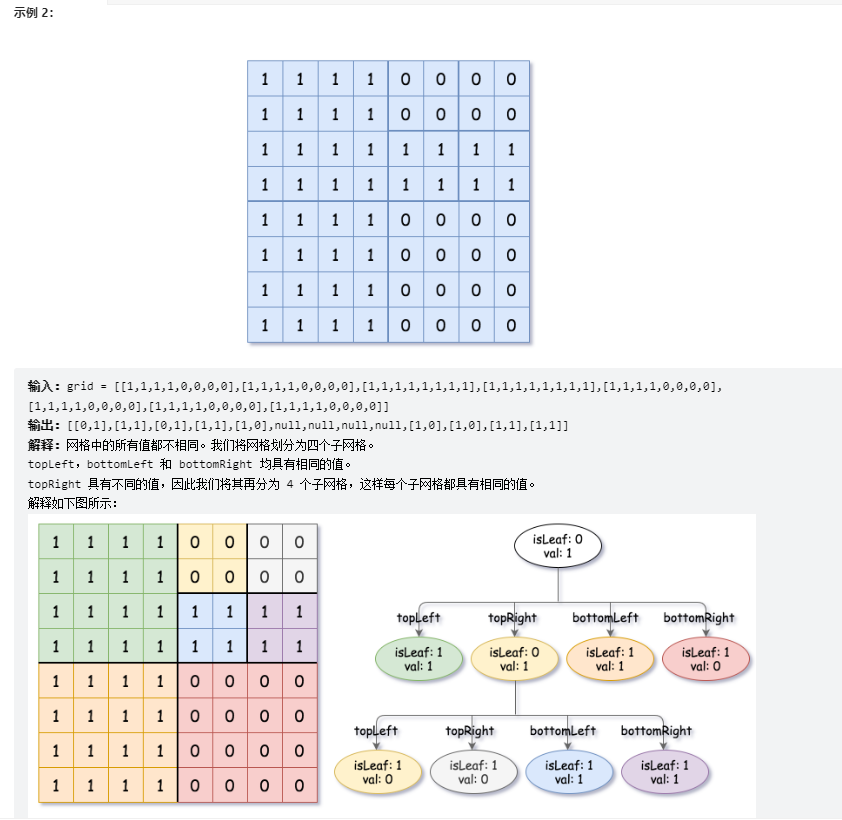 示例 2：
1 1 1 1 0 0 0 0
1 1 1 1 0 0 0 0
1 1 1 1 1 1 1 1
1 1 1 1 1 1 1 1
1 1 1 1 0 0 0 0
1 1 1 1 0 0 0 0
1 1 1 1 0 0 0 0
1 1 1 1 0 0 0 0
输入：grid = [[1,1,1,1,0,0,0,0],[1,1,1,1,0,0,0,0],[1,1,1,1,1,1,1,1],[1,1,1,1,1,1,1,1],[1,1,1,1,0,0,0,0],
[1,1,1,1,0,0,0,0],[1,1,1,1,0,0,0,0],[1,1,1,1,0,0,0,0]]
输出：[[0,1],[1,1],[0,1],[1,1],[1,0],null,null,null,null,[1,0],[1,0],[1,1],[1,1]]
解释：网格中的所有值都不相同。我们将网格划分为四个子网格。
topLeft，bottomLeft 和 bottomRight 均具有相同的值。
topRight 具有不同的值，因此我们将其再分为 4 个子网格，这样每个子网格都具有相同的值。
解释如下图所示：
1 1 1 1 0 0 0 0
1 1 1 1 0 0 0 0
1 1 1 1 1 1 1 1
1 1 1 1 1 1 1 1
1 1 1 1 0 0 0 0
1 1 1 1 0 0 0 0
1 1 1 1 0 0 0 0
1 1 1 1 0 0 0 0
isLeaf: 0
val: 1
topLeft topRight bottomLeft bottomRight
isLeaf: 1 isLeaf: 0 isLeaf: 1 isLeaf: 1
val: 1 val: 1 val: 1 val: 0
topLeft topRight bottomLeft bottomRight
isLeaf: 1 isLeaf: 1 isLeaf: 1 isLeaf: 1
val: 0 val: 0 val: 1 val: 1